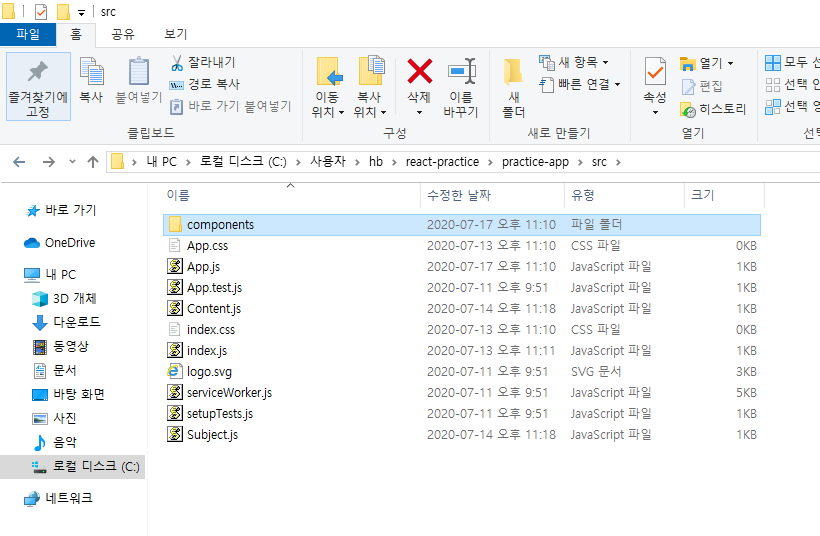 src
파일 홈 공유 보기
즐겨찾기에 고정
복사
붙여넣기
잘라내기
경로 복사
바로 가기 붙여넣기
클립보드
이동 위치
복사 위치
삭제
이름 바꾸기
구성
새 폴더
새 항목
빠른 연결
새로 만들기
속성
열기
편집
히스토리
열기
모두 선
선택 안
선택 영
선택
내 PC > 로컬 디스크 (C:) > 사용자 > hb > react-practice > practice-app > src >
이름 수정한 날짜 유형 크기
바로 가기
OneDrive
내 PC
3D 개체
다운로드
동영상
문서
바탕 화면
사진
음악
로컬 디스크 (C:)
네트워크
components 2020-07-17 오후 11:10 파일 폴더
App.css 2020-07-13 오후 11:10 CSS 파일 0KB
App.js 2020-07-17 오후 11:10 JavaScript 파일 1KB
App.test.js 2020-07-11 오후 9:51 JavaScript 파일 1KB
Content.js 2020-07-14 오후 11:18 JavaScript 파일 1KB
index.css 2020-07-13 오후 11:10 CSS 파일 0KB
index.js 2020-07-13 오후 11:11 JavaScript 파일 1KB
logo.svg 2020-07-11 오후 9:51 SVG 문서 3KB
serviceWorker.js 2020-07-11 오후 9:51 JavaScript 파일 5KB
setupTests.js 2020-07-11 오후 9:51 JavaScript 파일 1KB
Subject.js 2020-07-14 오후 11:18 JavaScript 파일 1KB